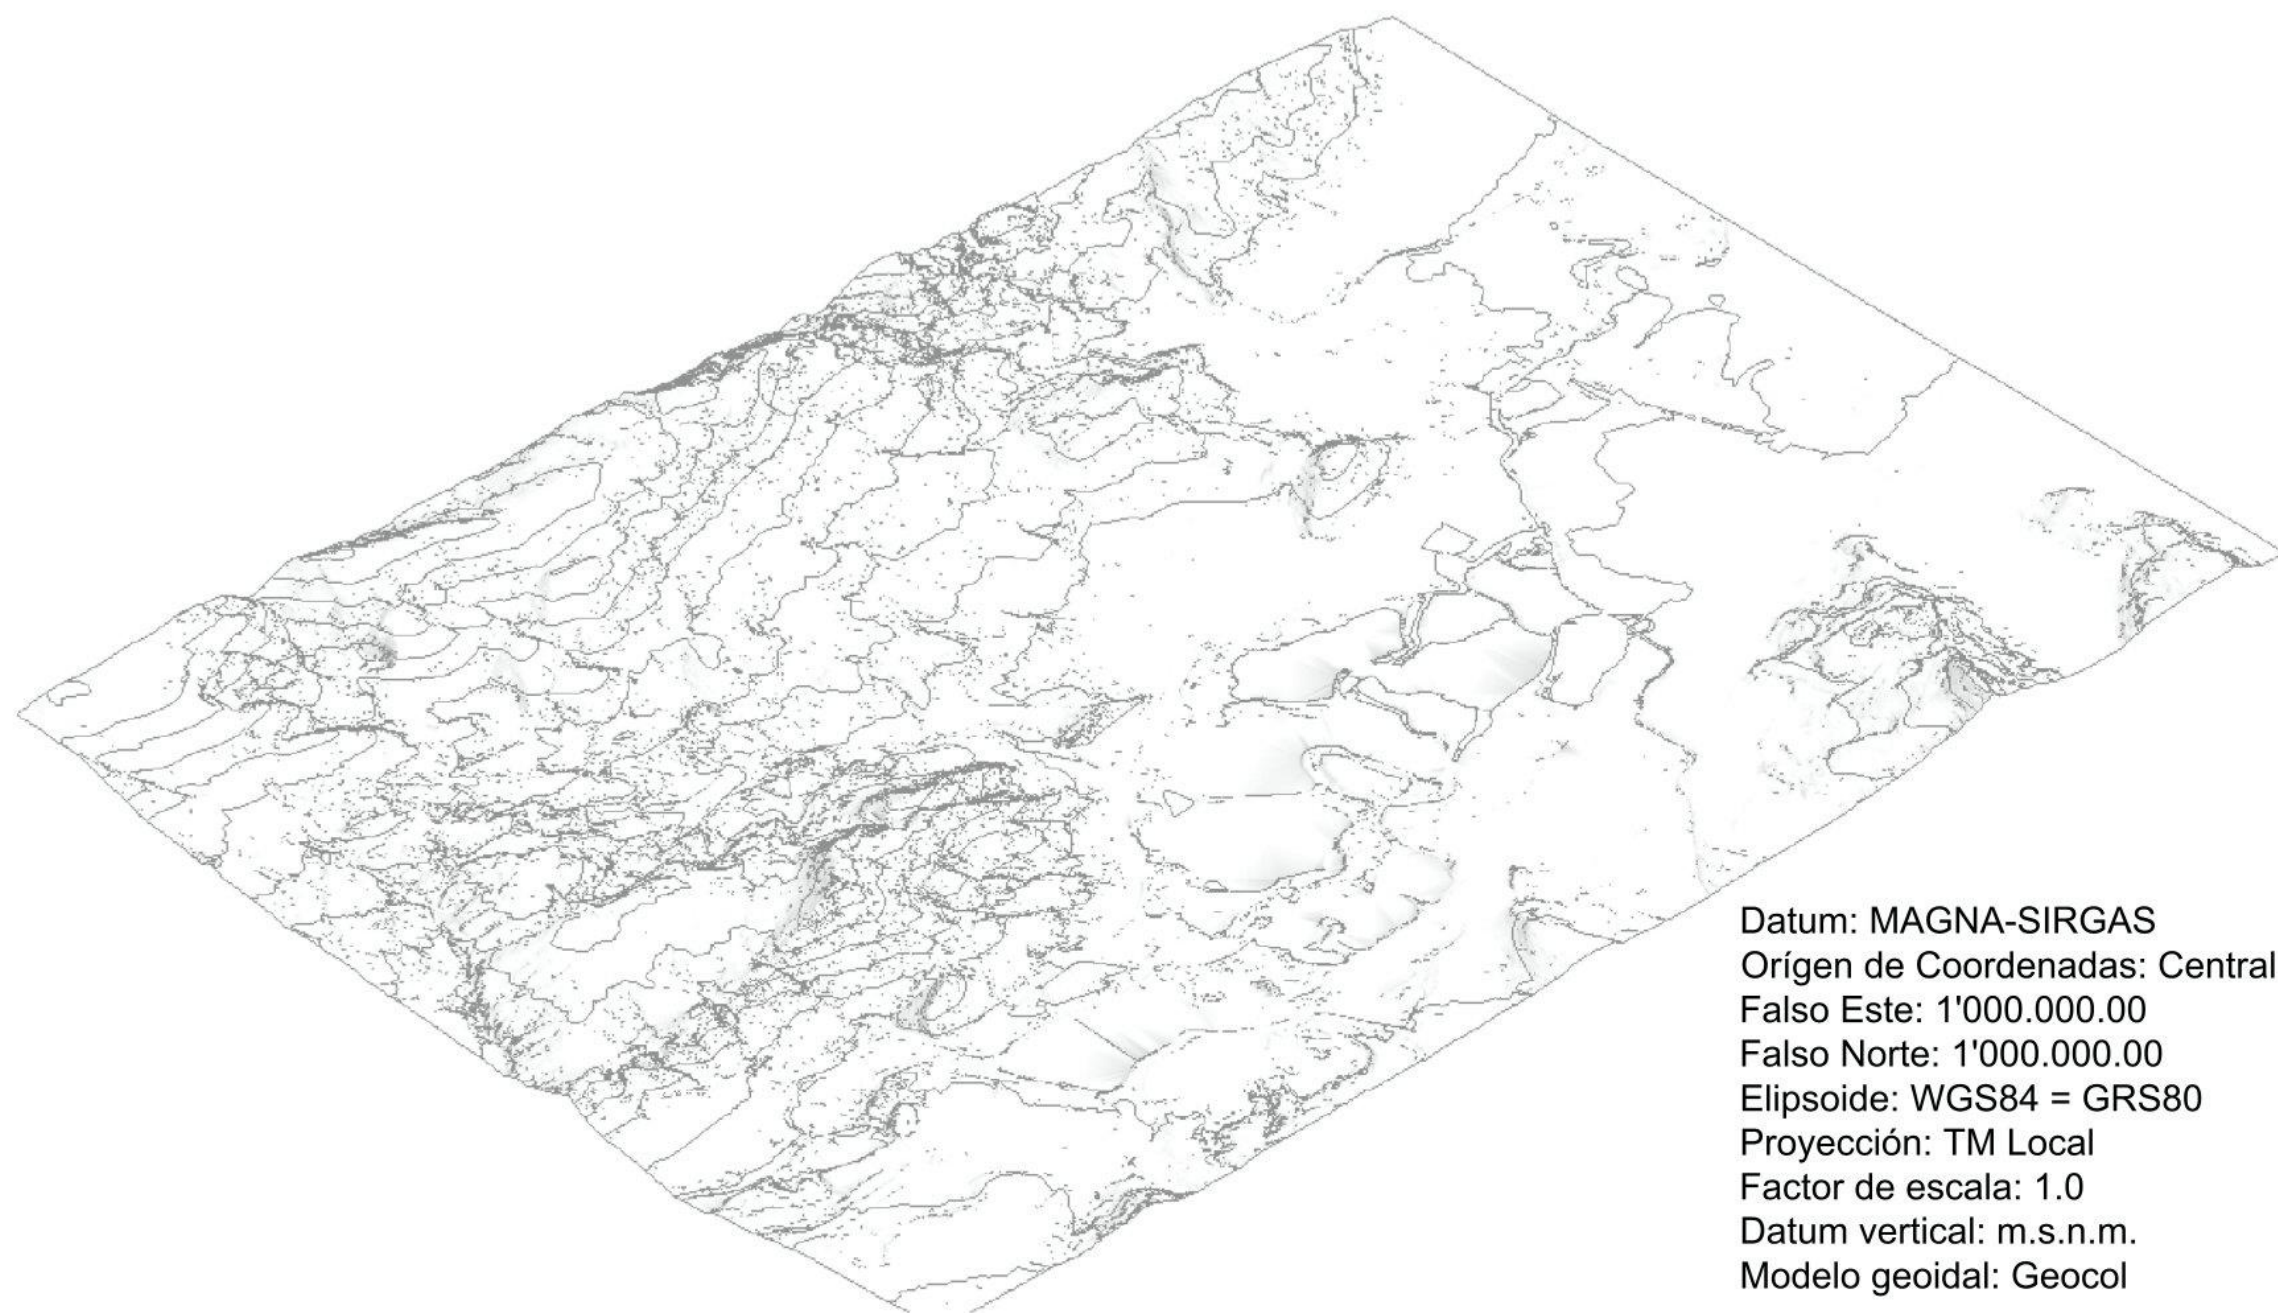 Datum: MAGNA-SIRGAS
Orígen de Coordenadas: Central
Falso Este: 1'000.000.00
Falso Norte: 1'000.000.00
Elipsoide: WGS84 = GRS80
Proyección: TM Local
Factor de escala: 1.0
Datum vertical: m.s.n.m.
Modelo geoidal: Geocol